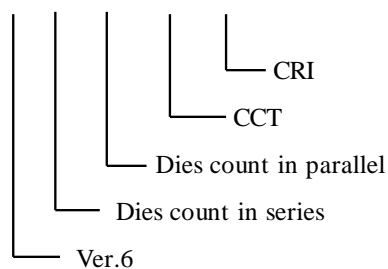 CRI
CCT
Dies count in parallel
Dies count in series
Ver.6